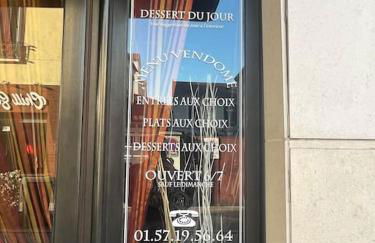 DESSERT DU JOUR
MENU VENDOME
ENTRÉES AUX CHOIX
PLATS AUX CHOIX
DESSERTS AUX CHOIX
OUVERT 6/7
SAUF LE DIMANCHE
01.57.19.56.64